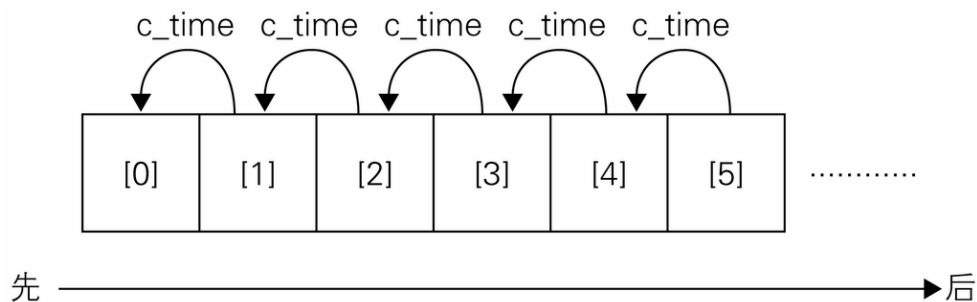 c_time c_time c_time c_time c_time
[0] [1] [2] [3] [4] [5] ............
先 后